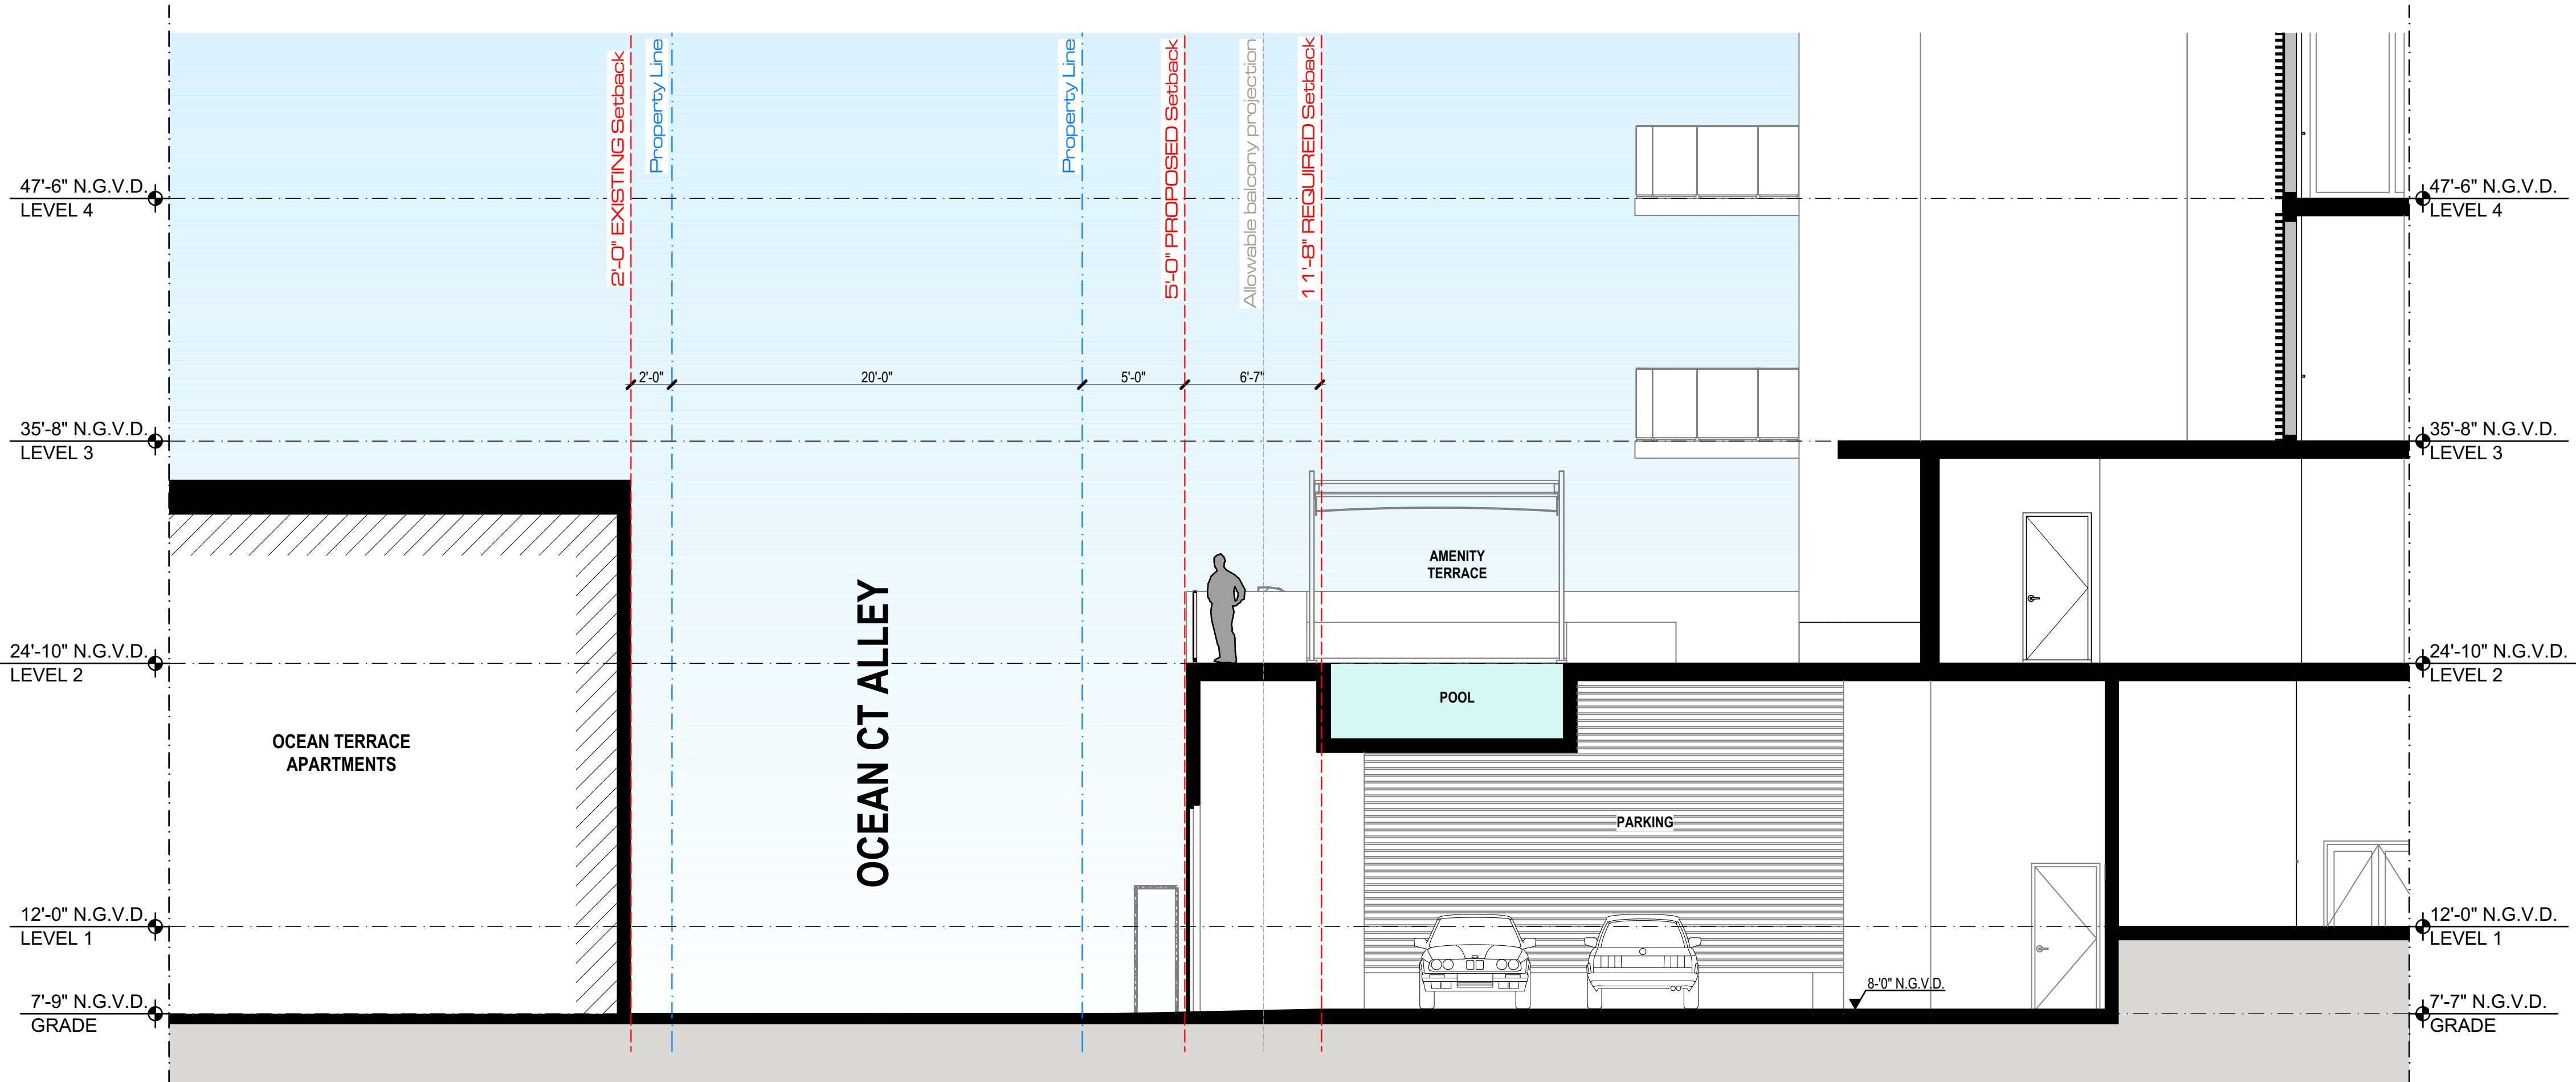 2'-0" EXISTING Setback
Property Line
Property Line
5'-0" PROPOSED Setback
Allowable balcony projection
11'-8" REQUIRED Setback
47'-6" N.G.V.D.
LEVEL 4
47'-6" N.G.V.D.
LEVEL 4
2'-0"
20'-0"
5'-0"
6'-7"
35'-8" N.G.V.D.
LEVEL 3
35'-8" N.G.V.D.
LEVEL 3
AMENITY
TERRACE
24'-10" N.G.V.D.
LEVEL 2
24'-10" N.G.V.D.
LEVEL 2
POOL
OCEAN CT ALLEY
OCEAN TERRACE
APARTMENTS
PARKING
12'-0" N.G.V.D.
LEVEL 1
12'-0" N.G.V.D.
LEVEL 1
8-'0" N.G.V.D.
7'-9" N.G.V.D.
GRADE
7'-7" N.G.V.D.
GRADE